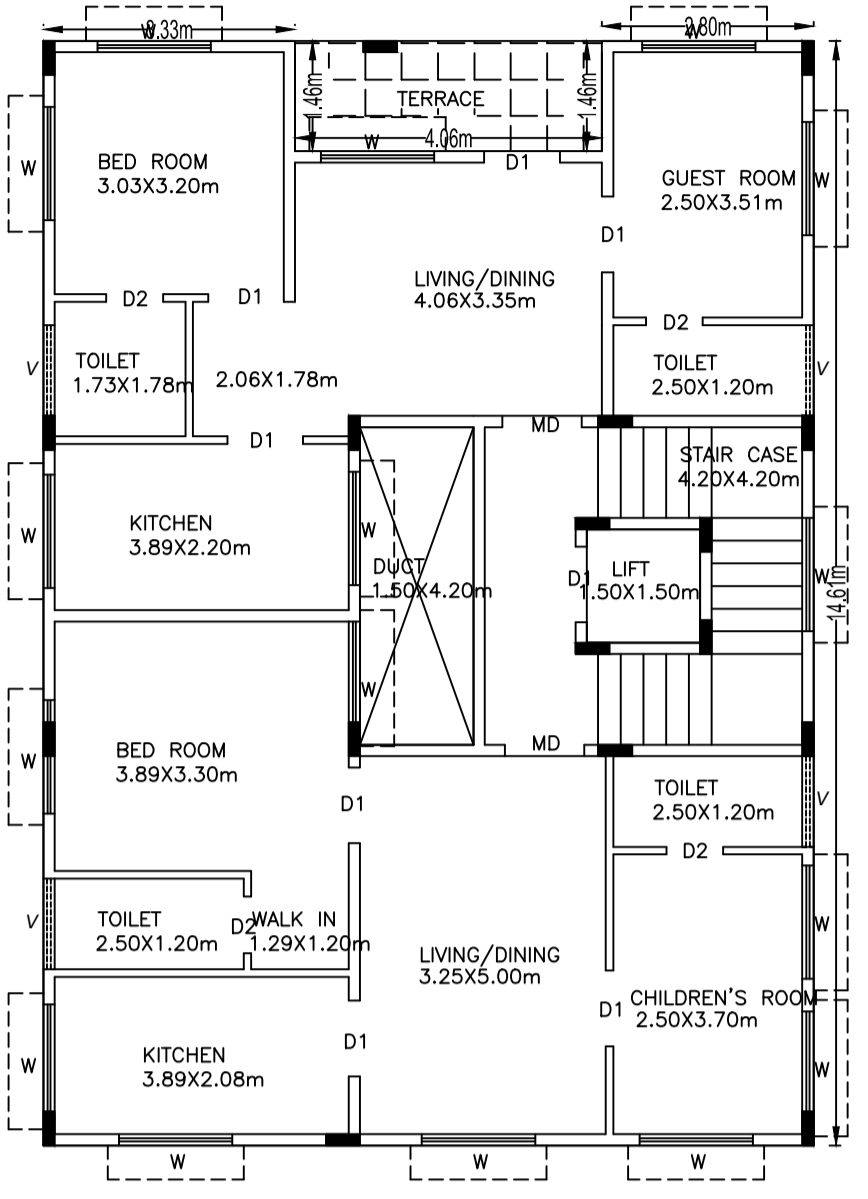 3.33m
W
2.80m
W
1.46m
TERRACE
1.46m
4.06m
W
D1
BED ROOM
3.03X3.20m
W
GUEST ROOM
2.50X3.51m
W
D1
LIVING/DINING
4.06X3.35m
D2
D1
D2
TOILET
1.73X1.78m
V
2.06X1.78m
TOILET
2.50X1.20m
V
D1
MD
STAIR CASE
4.20X4.20m
KITCHEN
3.89X2.20m
W
W
DUCT
1.50X4.20m
D1
LIFT
1.50X1.50m
W
14.61m
W
BED ROOM
3.89X3.30m
W
MD
D1
TOILET
2.50X1.20m
V
D2
TOILET
2.50X1.20m
V
D2
WALK IN
1.29X1.20m
LIVING/DINING
3.25X5.00m
W
CHILDREN'S ROOM
2.50X3.70m
D1
D1
KITCHEN
3.89X2.08m
W
W
W
W
W